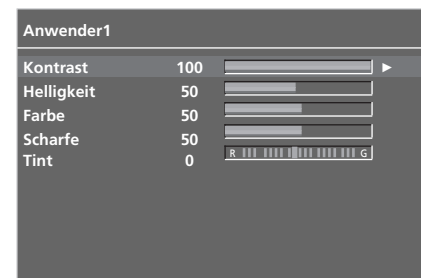 Anwender1
Kontrast 100
Helligkeit 50
Farbe 50
Scharfe 50
Tint 0 R G